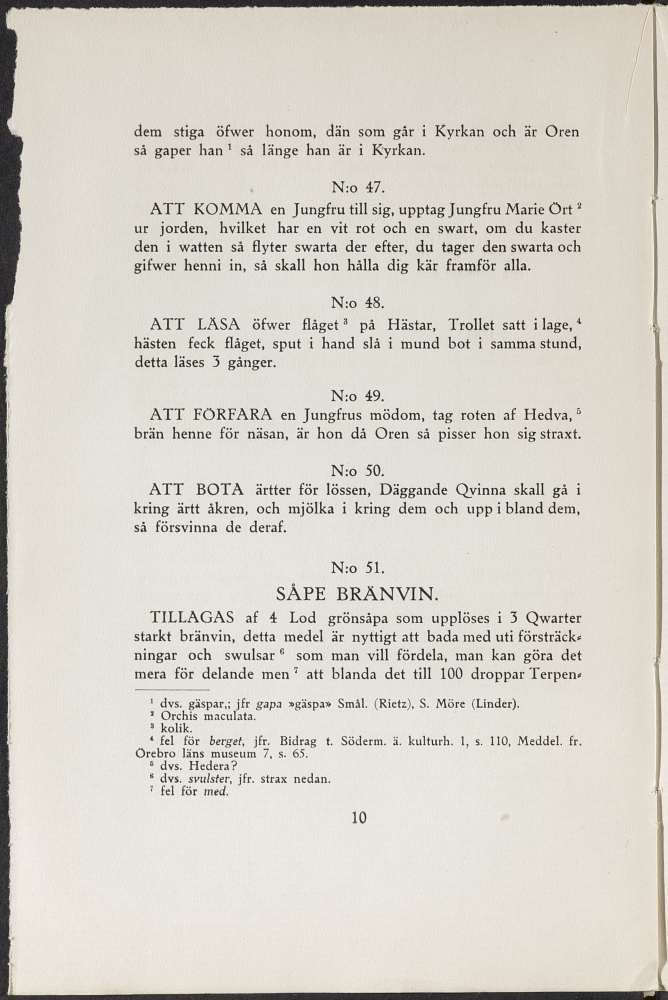 dem stiga öfwer honom, dän som går i Kyrkan och är Oren
så gaper han ¹ så länge han är i Kyrkan.
N:o 47.
ATT KOMMA en Jungfru till sig, upptag Jungfru Marie Ört ²
ur jorden, hvilket har en vit rot och en swart, om du kaster
den i watten så flyter swarta der efter, du tager den swarta och
gifwer henni in, så skall hon hålla dig kär framför alla.
N:o 48.
ATT LÄSA öfwer flåget ³ på Hästar, Trollet satt i lage, ⁴
hästen feck flåget, sput i hand slå i mund bot i samma stund,
detta läses 3 gånger.
N:o 49.
ATT FÖRFARA en Jungfrus mödom, tag roten af Hedva, ⁵
brän henne för näsan, är hon då Oren så pisser hon sig straxt.
N:o 50.
ATT BOTA ärtter för lössen, Däggande Qvinna skall gå i
kring ärtt åkren, och mjölka i kring dem och upp i bland dem,
så försvinna de deraf.
N:o 51.
SÅPE BRÄNVIN.
TILLAGAS af 4 Lod grönsåpa som upplöses i 3 Qwarter
starkt bränvin, detta medel är nyttigt att bada med uti försträck-
ningar och swulsar ⁶ som man vill fördela, man kan göra det
mera för delande men ⁷ att blanda det till 100 droppar Terpen-
¹ dvs. gäspar,; jfr gapa »gäspa» Smål. (Rietz), S. Möre (Linder).
² Orchis maculata.
³ kolik.
⁴ fel för berget, jfr. Bidrag t. Söderm. ä. kulturh. 1, s. 110, Meddel. fr.
Örebro läns museum 7, s. 65.
⁵ dvs. Hedera?
⁶ dvs. svulster, jfr. strax nedan.
⁷ fel för med.
10